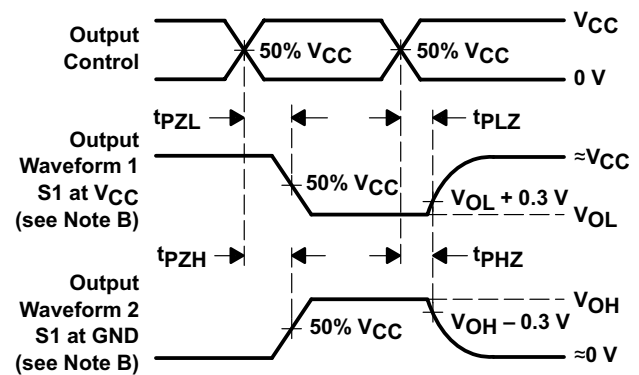 Output
Control
50% VCC
50% VCC
VCC
0 V
tPZL
tPLZ
Output
Waveform 1
S1 at VCC
(see Note B)
50% VCC
≈VCC
VOL + 0.3 V
VOL
tPZH
tPHZ
Output
Waveform 2
S1 at GND
(see Note B)
50% VCC
VOH
VOH – 0.3 V
≈0 V